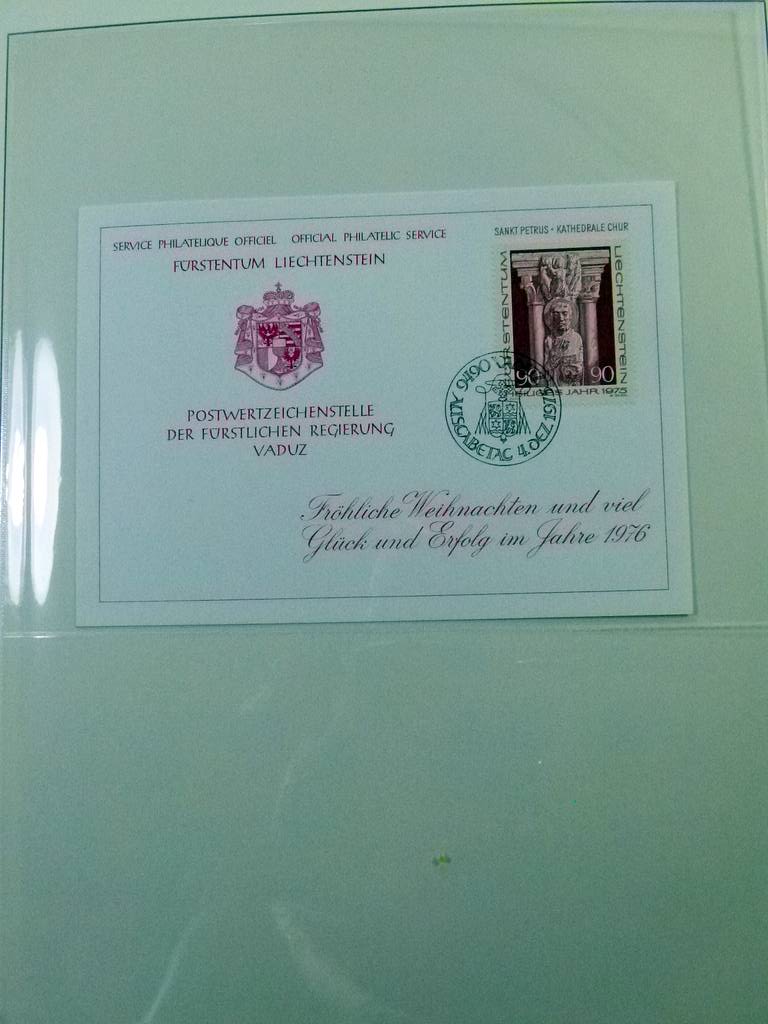 SERVICE PHILATELIQUE OFFICIEL OFFICIAL PHILATELIC SERVICE
FÜRSTENTUM LIECHTENSTEIN
POSTWERTZEICHENSTELLE
DER FÜRSTLICHEN REGIERUNG
VADUZ
SANKT PETRUS · KATHEDRALE CHUR
FÜRSTENTUM
LIECHTENSTEIN
90 90
HEILIGES JAHR 1975
9490
AUSGABETAG 4. DEZ. 1975
Fröhliche Weihnachten und viel
Glück und Erfolg im Jahre 1976